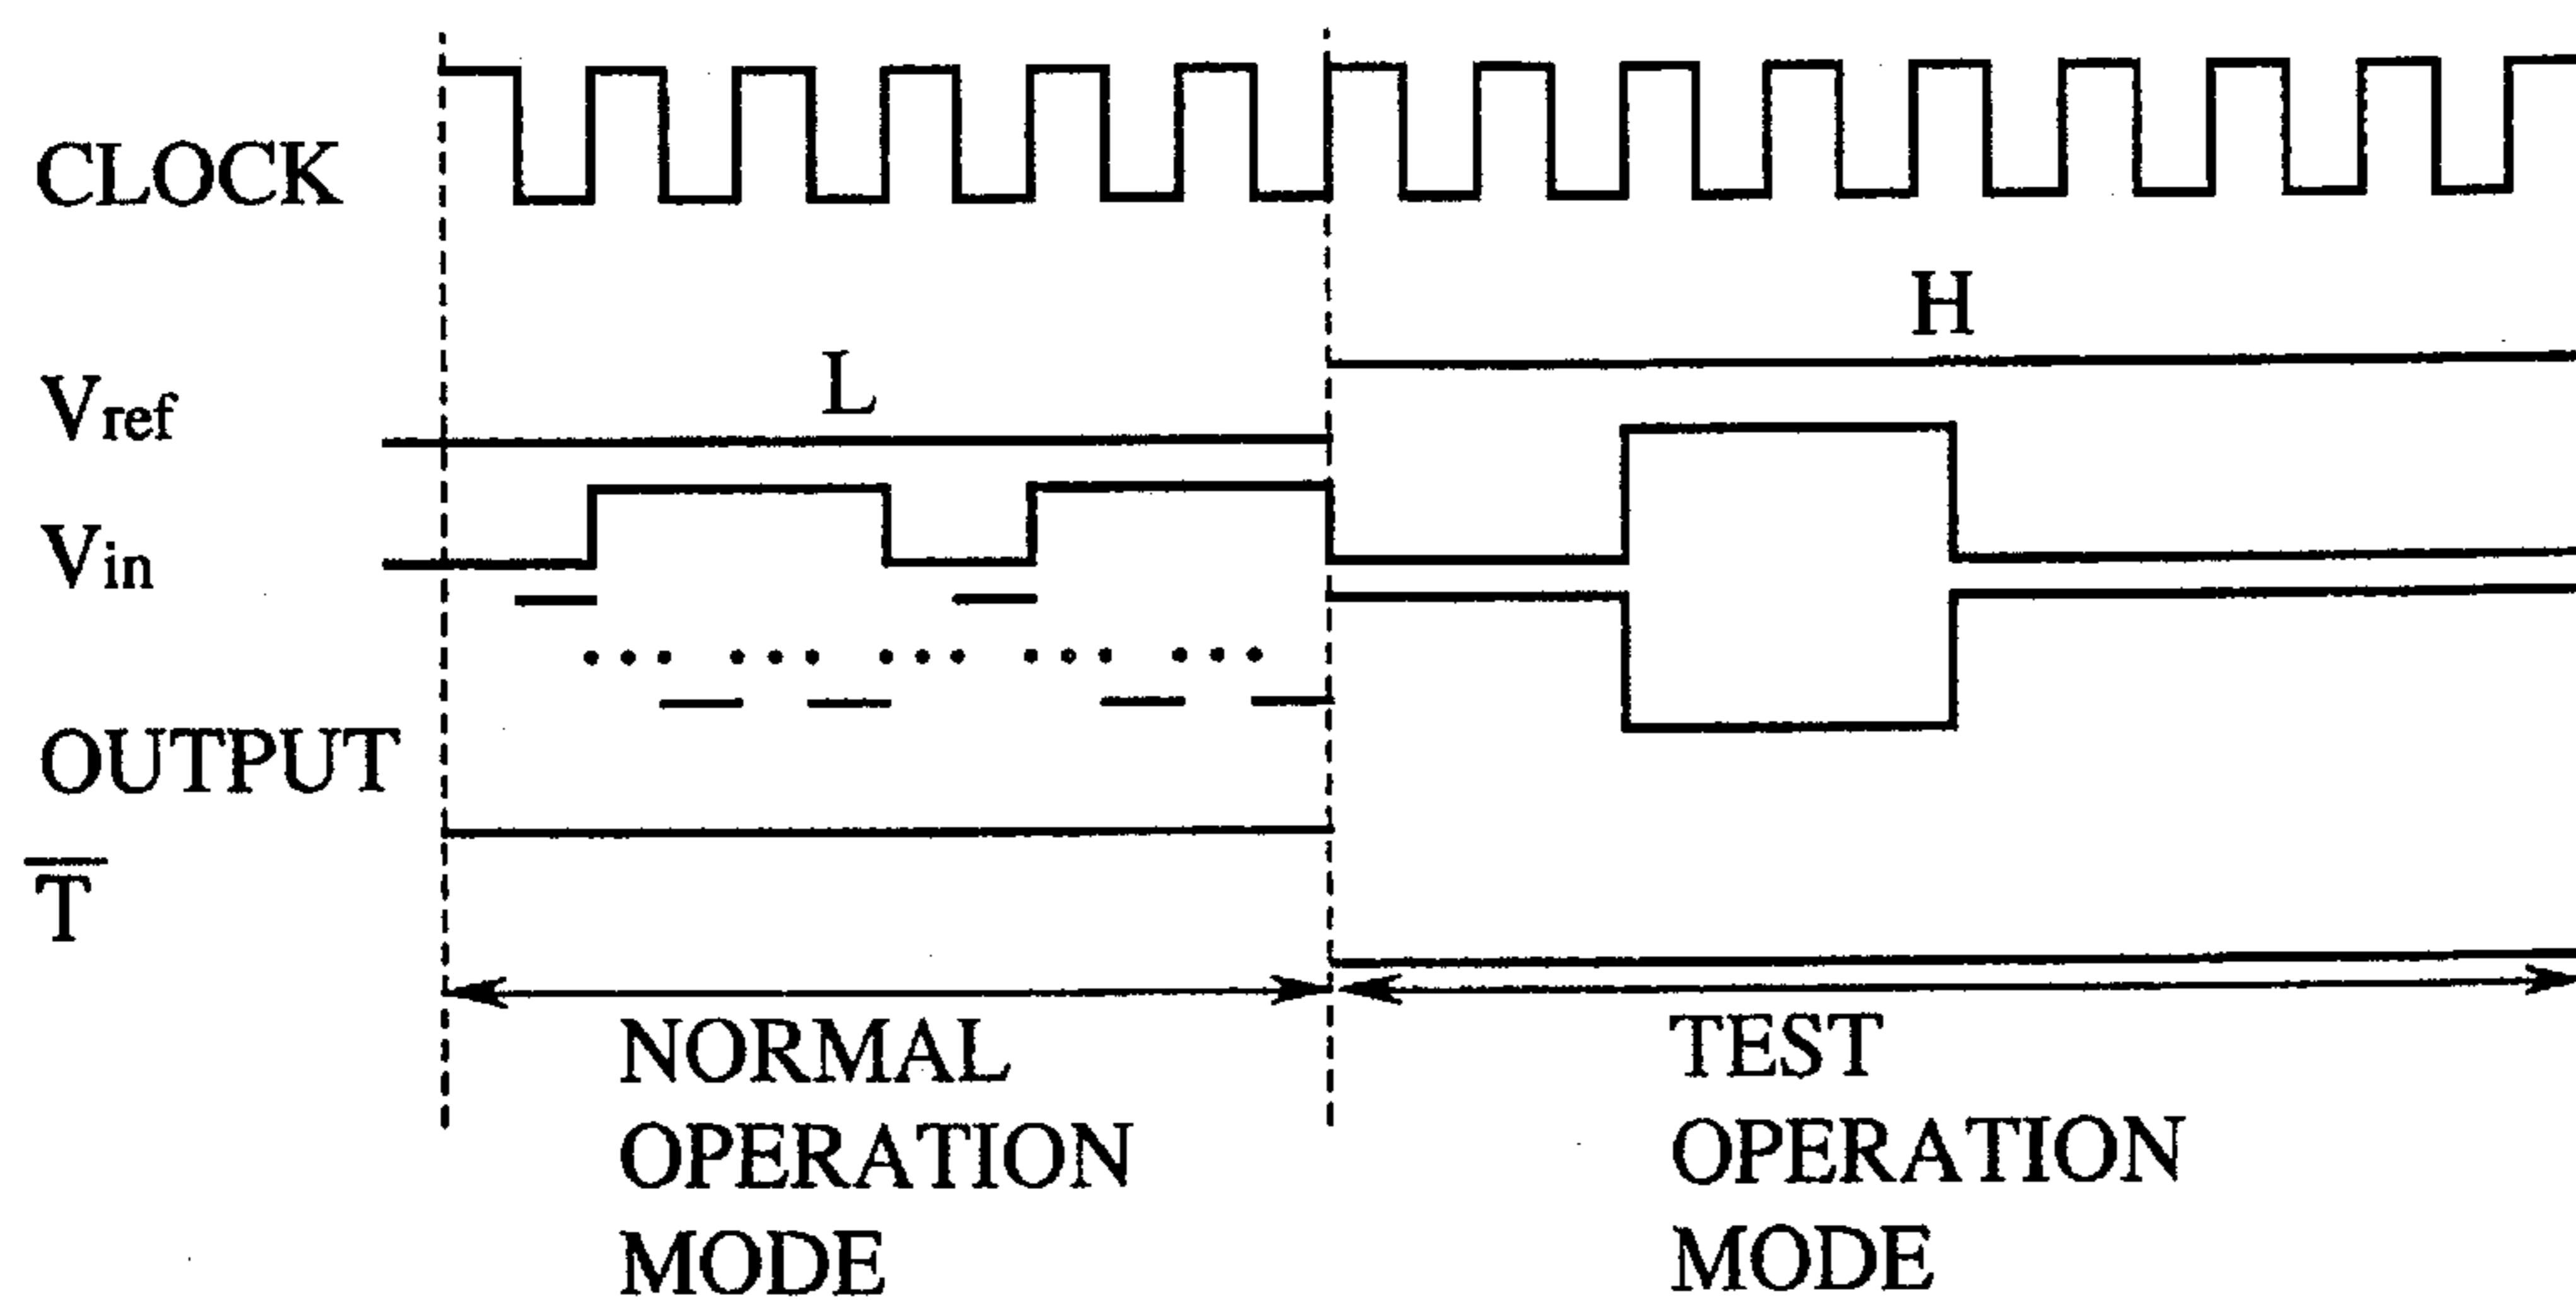 CLOCK
H
L
Vref
Vin
OUTPUT
T̅
NORMAL
OPERATION
MODE
TEST
OPERATION
MODE